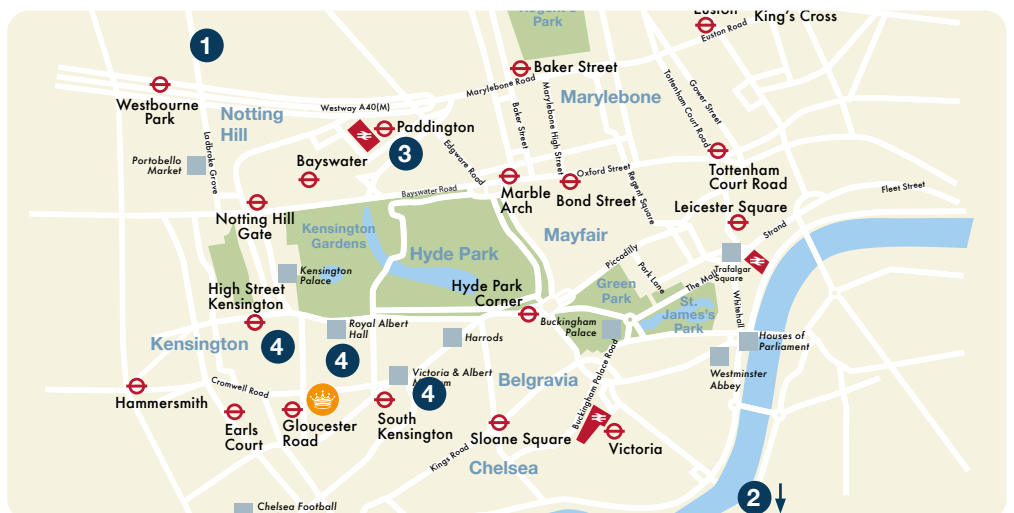 Park
Euston
King's Cross
Euston Road
1
Baker Street
Marylebone Road
Marylebone
Westbourne
Park
Westway A40(M)
Notting
Hill
Paddington
3
Baker Street
Marylebone High Street
Tottenham Court Road
Gower Street
Edgware Road
Portobello
Market
Ladbroke Grove
Bayswater
Oxford Street
Tottenham
Court Road
Bayswater Road
Marble
Arch
Bond Street
Regent Square
Fleet Street
Notting Hill
Gate
Leicester Square
Kensington
Gardens
Hyde Park
Mayfair
Strand
Piccadilly
Trafalgar
Square
Kensington
Palace
Park Lane
The Mall
High Street
Kensington
Hyde Park
Corner
Green
Park
St.
James's
Park
Whitehall
Royal Albert
Hall
Harrods
Buckingham
Palace
Houses of
Parliament
Kensington
4
4
Victoria & Albert
4
Belgravia
Westminster
Abbey
Buckingham Palace Road
Hammersmith
Cromwell Road
Earls
Court
Gloucester
Road
South
Kensington
Sloane Square
Victoria
Kings Road
Chelsea
2
Chelsea Football